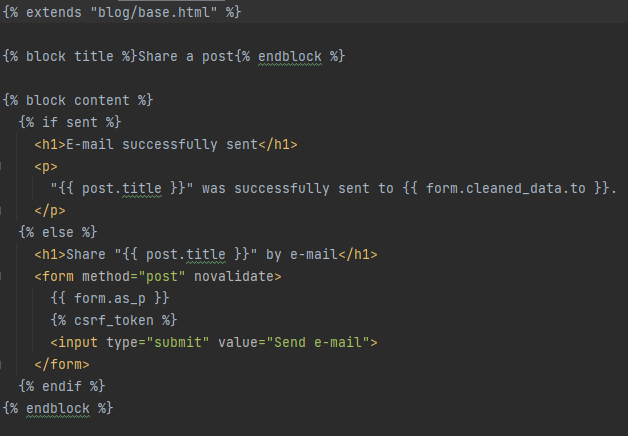 {% extends "blog/base.html" %}
{% block title %}Share a post{% endblock %}
{% block content %}
{% if sent %}
<h1>E-mail successfully sent</h1>
<p>
"{{ post.title }}" was successfully sent to {{ form.cleaned_data.to }}.
</p>
{% else %}
<h1>Share "{{ post.title }}" by e-mail</h1>
<form method="post" novalidate>
{{ form.as_p }}
{% csrf_token %}
<input type="submit" value="Send e-mail">
</form>
{% endif %}
{% endblock %}